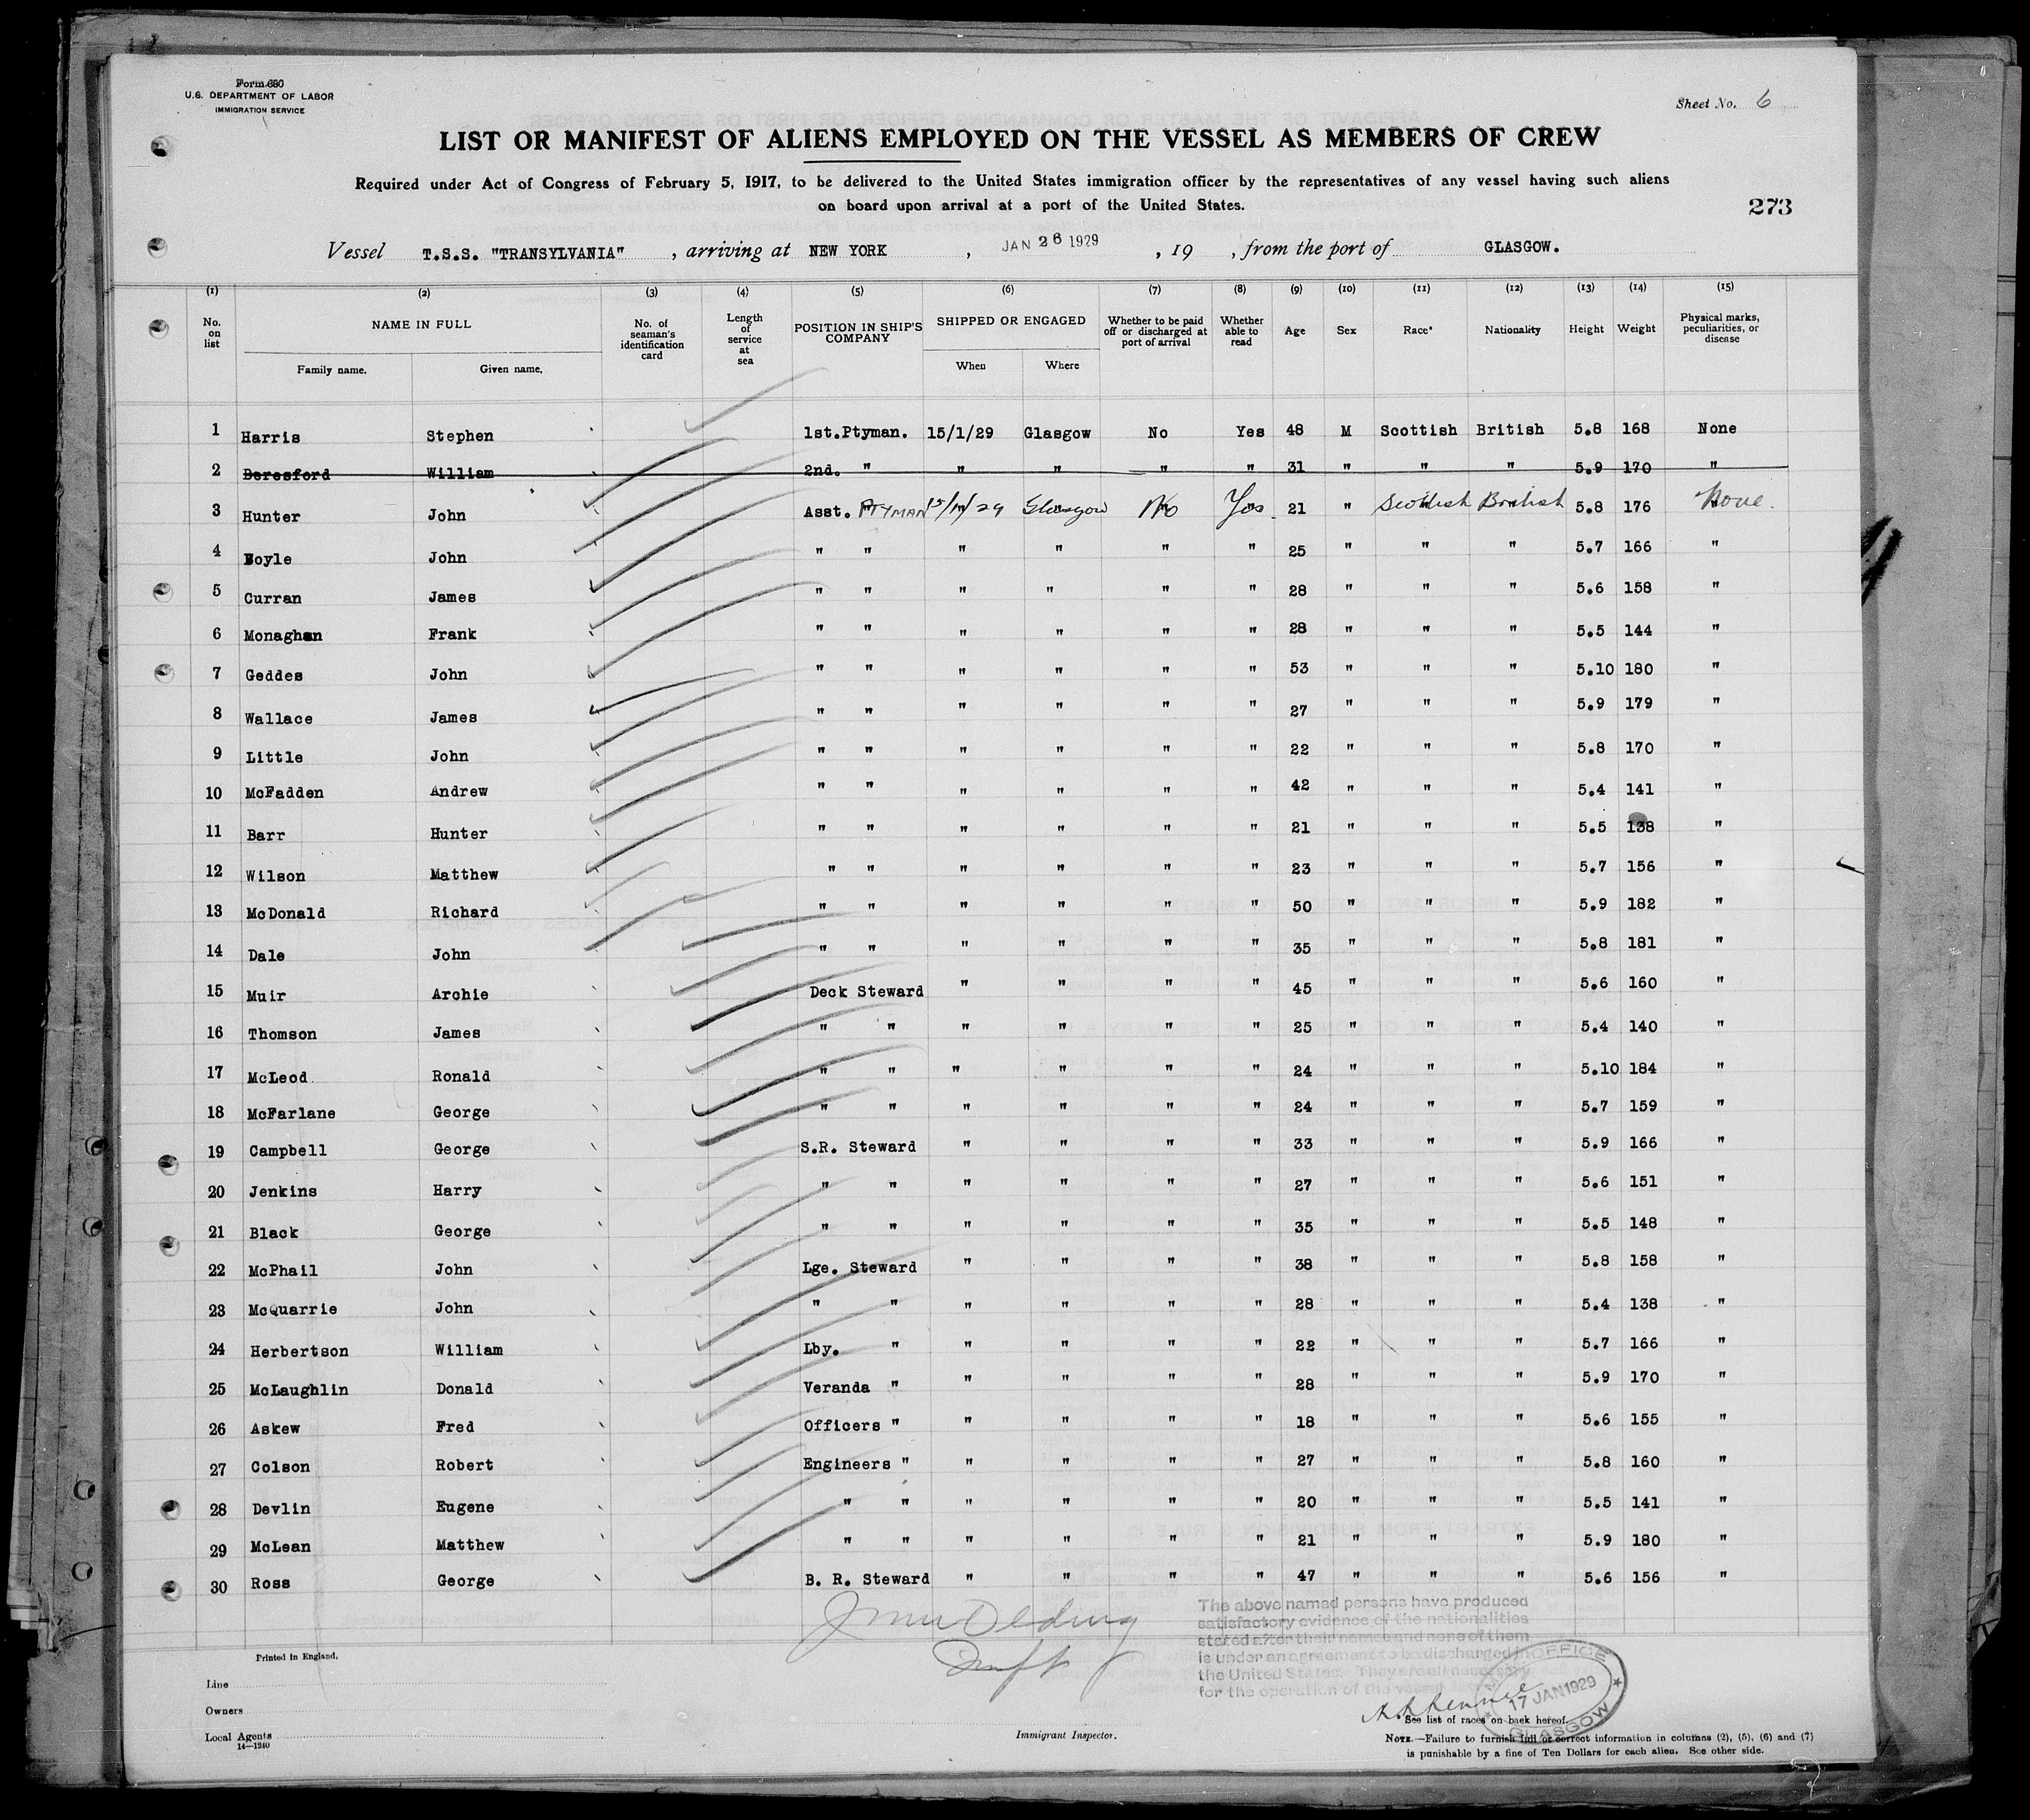 Form 680
U.S. DEPARTMENT OF LABOR
IMMIGRATION SERVICE
Sheet No. 6
LIST OR MANIFEST OF ALIENS EMPLOYED ON THE VESSEL AS MEMBERS OF CREW
Required under Act of Congress of February 5, 1917, to be delivered to the United States immigration officer by the representatives of any vessel having such aliens
on board upon arrival at a port of the United States.
273
Vessel T.S.S. "TRANSYLVANIA" , arriving at NEW YORK , JAN 26 1929 , 19 , from the port of GLASGOW.
(1) (2) (3) (4) (5) (6) (7) (8) (9) (10) (11) (12) (13) (14) (15)
No. on list NAME IN FULL Family name. Given name. No. of seaman's identification card Length of service at sea POSITION IN SHIP'S COMPANY SHIPPED OR ENGAGED When Where Whether to be paid off or discharged at port of arrival Whether able to read Age Sex Race* Nationality Height Weight Physical marks, peculiarities, or disease
1 Harris Stephen 1st.Ptyman. 15/1/29 Glasgow No Yes 48 M Scottish British 5.8 168 None
2 Beresford William 2nd. " " " " " 31 " " " 5.9 170 "
3 Hunter John Asst. PTYMAN 15/1/29 Glasgow No Yes 21 " Scottish British 5.8 176 None.
4 Boyle John " " " " " " 25 " " " 5.7 166 "
5 Curran James " " " " " " 28 " " " 5.6 158 "
6 Monaghan Frank " " " " " " 28 " " " 5.5 144 "
7 Geddes John " " " " " " 53 " " " 5.10 180 "
8 Wallace James " " " " " " 27 " " " 5.9 179 "
9 Little John " " " " " " 22 " " " 5.8 170 "
10 McFadden Andrew " " " " " " 42 " " " 5.4 141 "
11 Barr Hunter " " " " " " 21 " " " 5.5 138 "
12 Wilson Matthew " " " " " " 23 " " " 5.7 156 "
13 McDonald Richard " " " " " " 50 " " " 5.9 182 "
14 Dale John " " " " " " 35 " " " 5.8 181 "
15 Muir Archie Deck Steward " " " " 45 " " " 5.6 160 "
16 Thomson James " " " " " " 25 " " " 5.4 140 "
17 McLeod Ronald " " " " " " 24 " " " 5.10 184 "
18 McFarlane George " " " " " " 24 " " " 5.7 159 "
19 Campbell George S.R. Steward " " " " 33 " " " 5.9 166 "
20 Jenkins Harry " " " " " " 27 " " " 5.6 151 "
21 Black George " " " " " " 35 " " " 5.5 148 "
22 McPhail John Lge. Steward " " " " 38 " " " 5.8 158 "
23 McQuarrie John " " " " " " 28 " " " 5.4 138 "
24 Herbertson William Lby. " " " " " 22 " " " 5.7 166 "
25 McLaughlin Donald Veranda " " " " " 28 " " " 5.9 170 "
26 Askew Fred Officers " " " " " 18 " " " 5.6 155 "
27 Colson Robert Engineers " " " " " 27 " " " 5.8 160 "
28 Devlin Eugene " " " " " " 20 " " " 5.5 141 "
29 McLean Matthew " " " " " " 21 " " " 5.9 180 "
30 Ross George B. R. Steward " " " " 47 " " " 5.6 156 "
The above named persons have produced
satisfactory evidence of the nationalities
stated after their names and none of them
is under an agreement to be discharged in
the United States. They are all necessary
for the operation of the vessel.
OFFICE
17 JAN 1929
GLASGOW
Printed in England.
Line
Owners
Local Agents
14—1240
Immigrant Inspector.
See list of races on back hereof.
NOTE.—Failure to furnish full or correct information in columns (2), (5), (6) and (7)
is punishable by a fine of Ten Dollars for each alien. See other side.